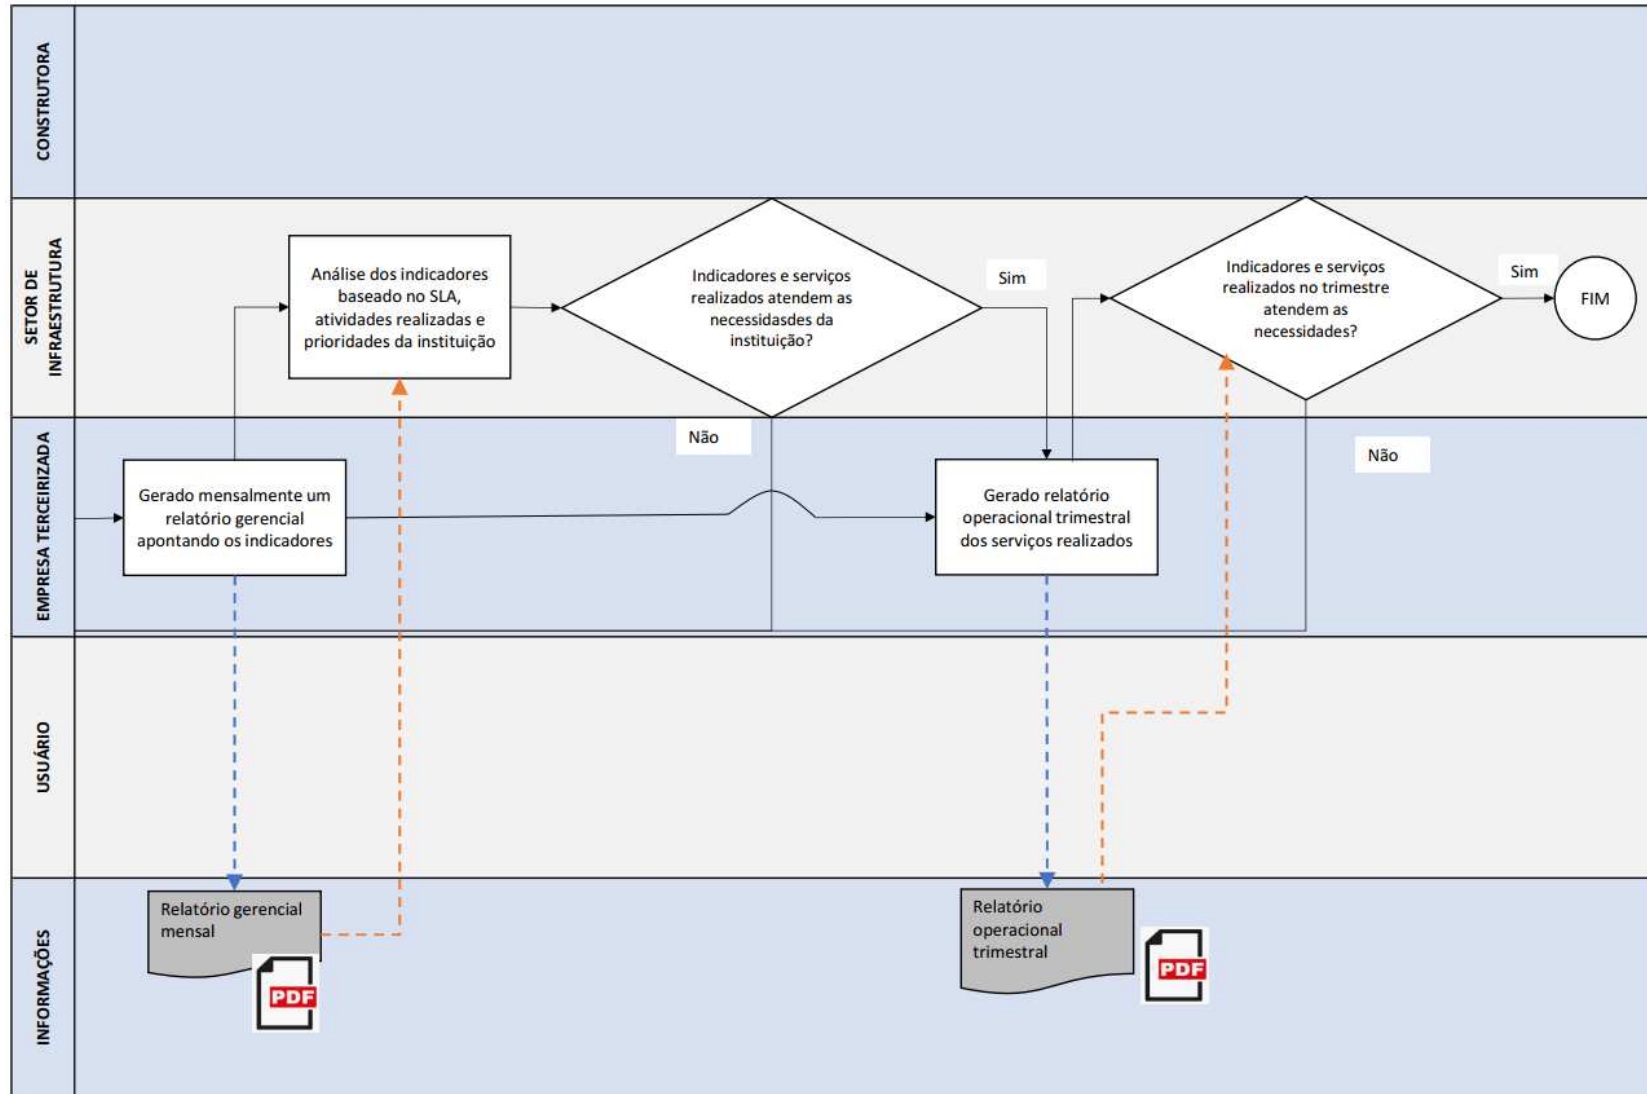 CONSTRUTORA
SETOR DE
INFRAESTRUTURA
Análise dos indicadores
baseado no SLA,
atividades realizadas e
prioridades da instituição
Indicadores e serviços
realizados atendem as
necessidasdes da
instituição?
Sim
Indicadores e serviços
realizados no trimestre
atendem as
necessidades?
Sim
FIM
EMPRESA TERCEIRIZADA
Gerado mensalmente um
relatório gerencial
apontando os indicadores
Não
Gerado relatório
operacional trimestral
dos serviços realizados
Não
USUÁRIO
INFORMAÇÕES
Relatório gerencial
mensal
PDF
Relatório
operacional
trimestral
PDF